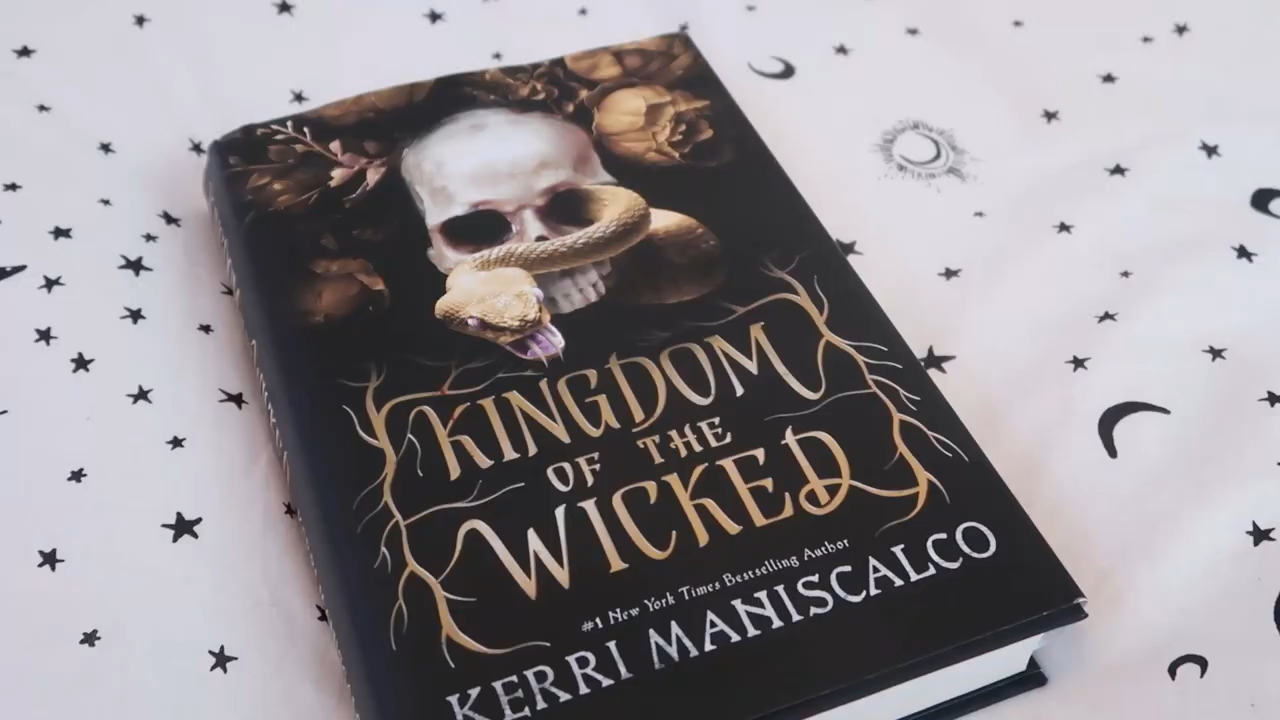 KINGDOM
OF THE
WICKED
#1 New York Times Bestselling Author
KERRI MANISCALCO